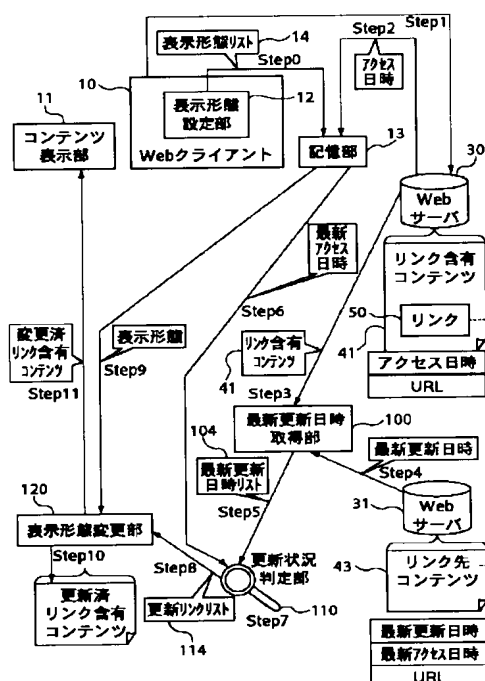 14
Step2
Step1
表示形態リスト
Step0
アクセス
日時
10
11
12
表示形態
設定部
13
コンテンツ
表示部
Webクライアント
記憶部
30
Web
サーバ
最新
アクセス
日時
リンク含有
コンテンツ
Step6
50
リンク
変更済
リンク含有
コンテンツ
表示形態
リンク含有
コンテンツ
41
41
Step9
アクセス日時
Step11
Step3
URL
104
最新更新日時
取得部
100
最新更新
日時リスト
最新更新日時
Step4
120
Step5
31
Web
サーバ
表示形態変更部
Step10
Step8
更新状況
判定部
43
リンク先
コンテンツ
更新済
リンク含有
コンテンツ
更新リンクリスト
110
Step7
114
最新更新日時
最新アクセス日時
URL